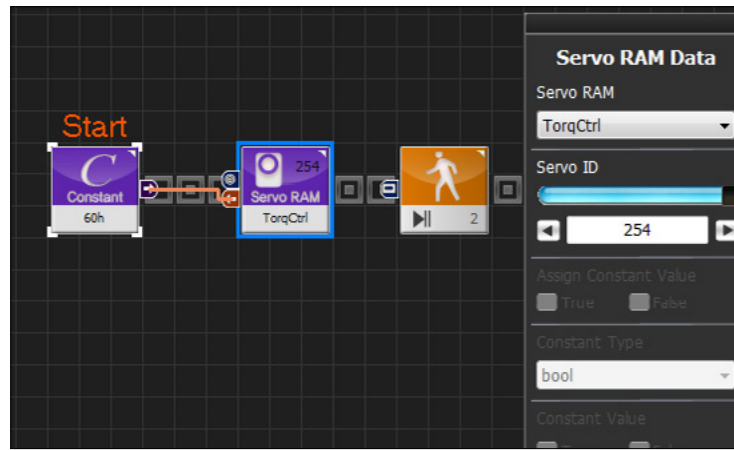 Servo RAM Data
Servo RAM
TorqCtrl
Servo ID
254
Assign Constant Value
True False
Constant Type
bool
Constant Value
Start
C
Constant
60h
254
Servo RAM
TorqCtrl
2